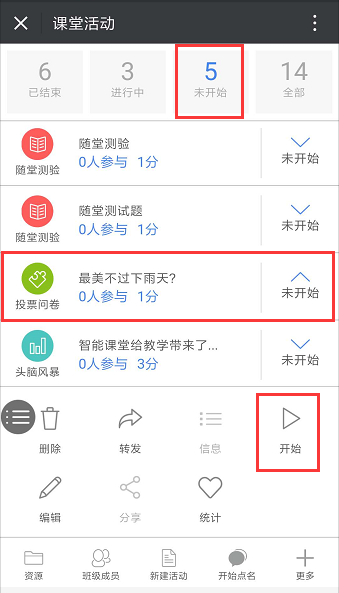 课堂活动
6 3 5 14
已结束 进行中 未开始 全部
随堂测验
0人参与 1分
随堂测验
未开始
随堂测试题
0人参与 1分
随堂测验
未开始
最美不过下雨天?
0人参与 1分
投票问卷
未开始
智能课堂给教学带来了...
0人参与 3分
头脑风暴
未开始
删除 转发 信息 开始
编辑 分享 统计
资源 班级成员 新建活动 开始点名 更多